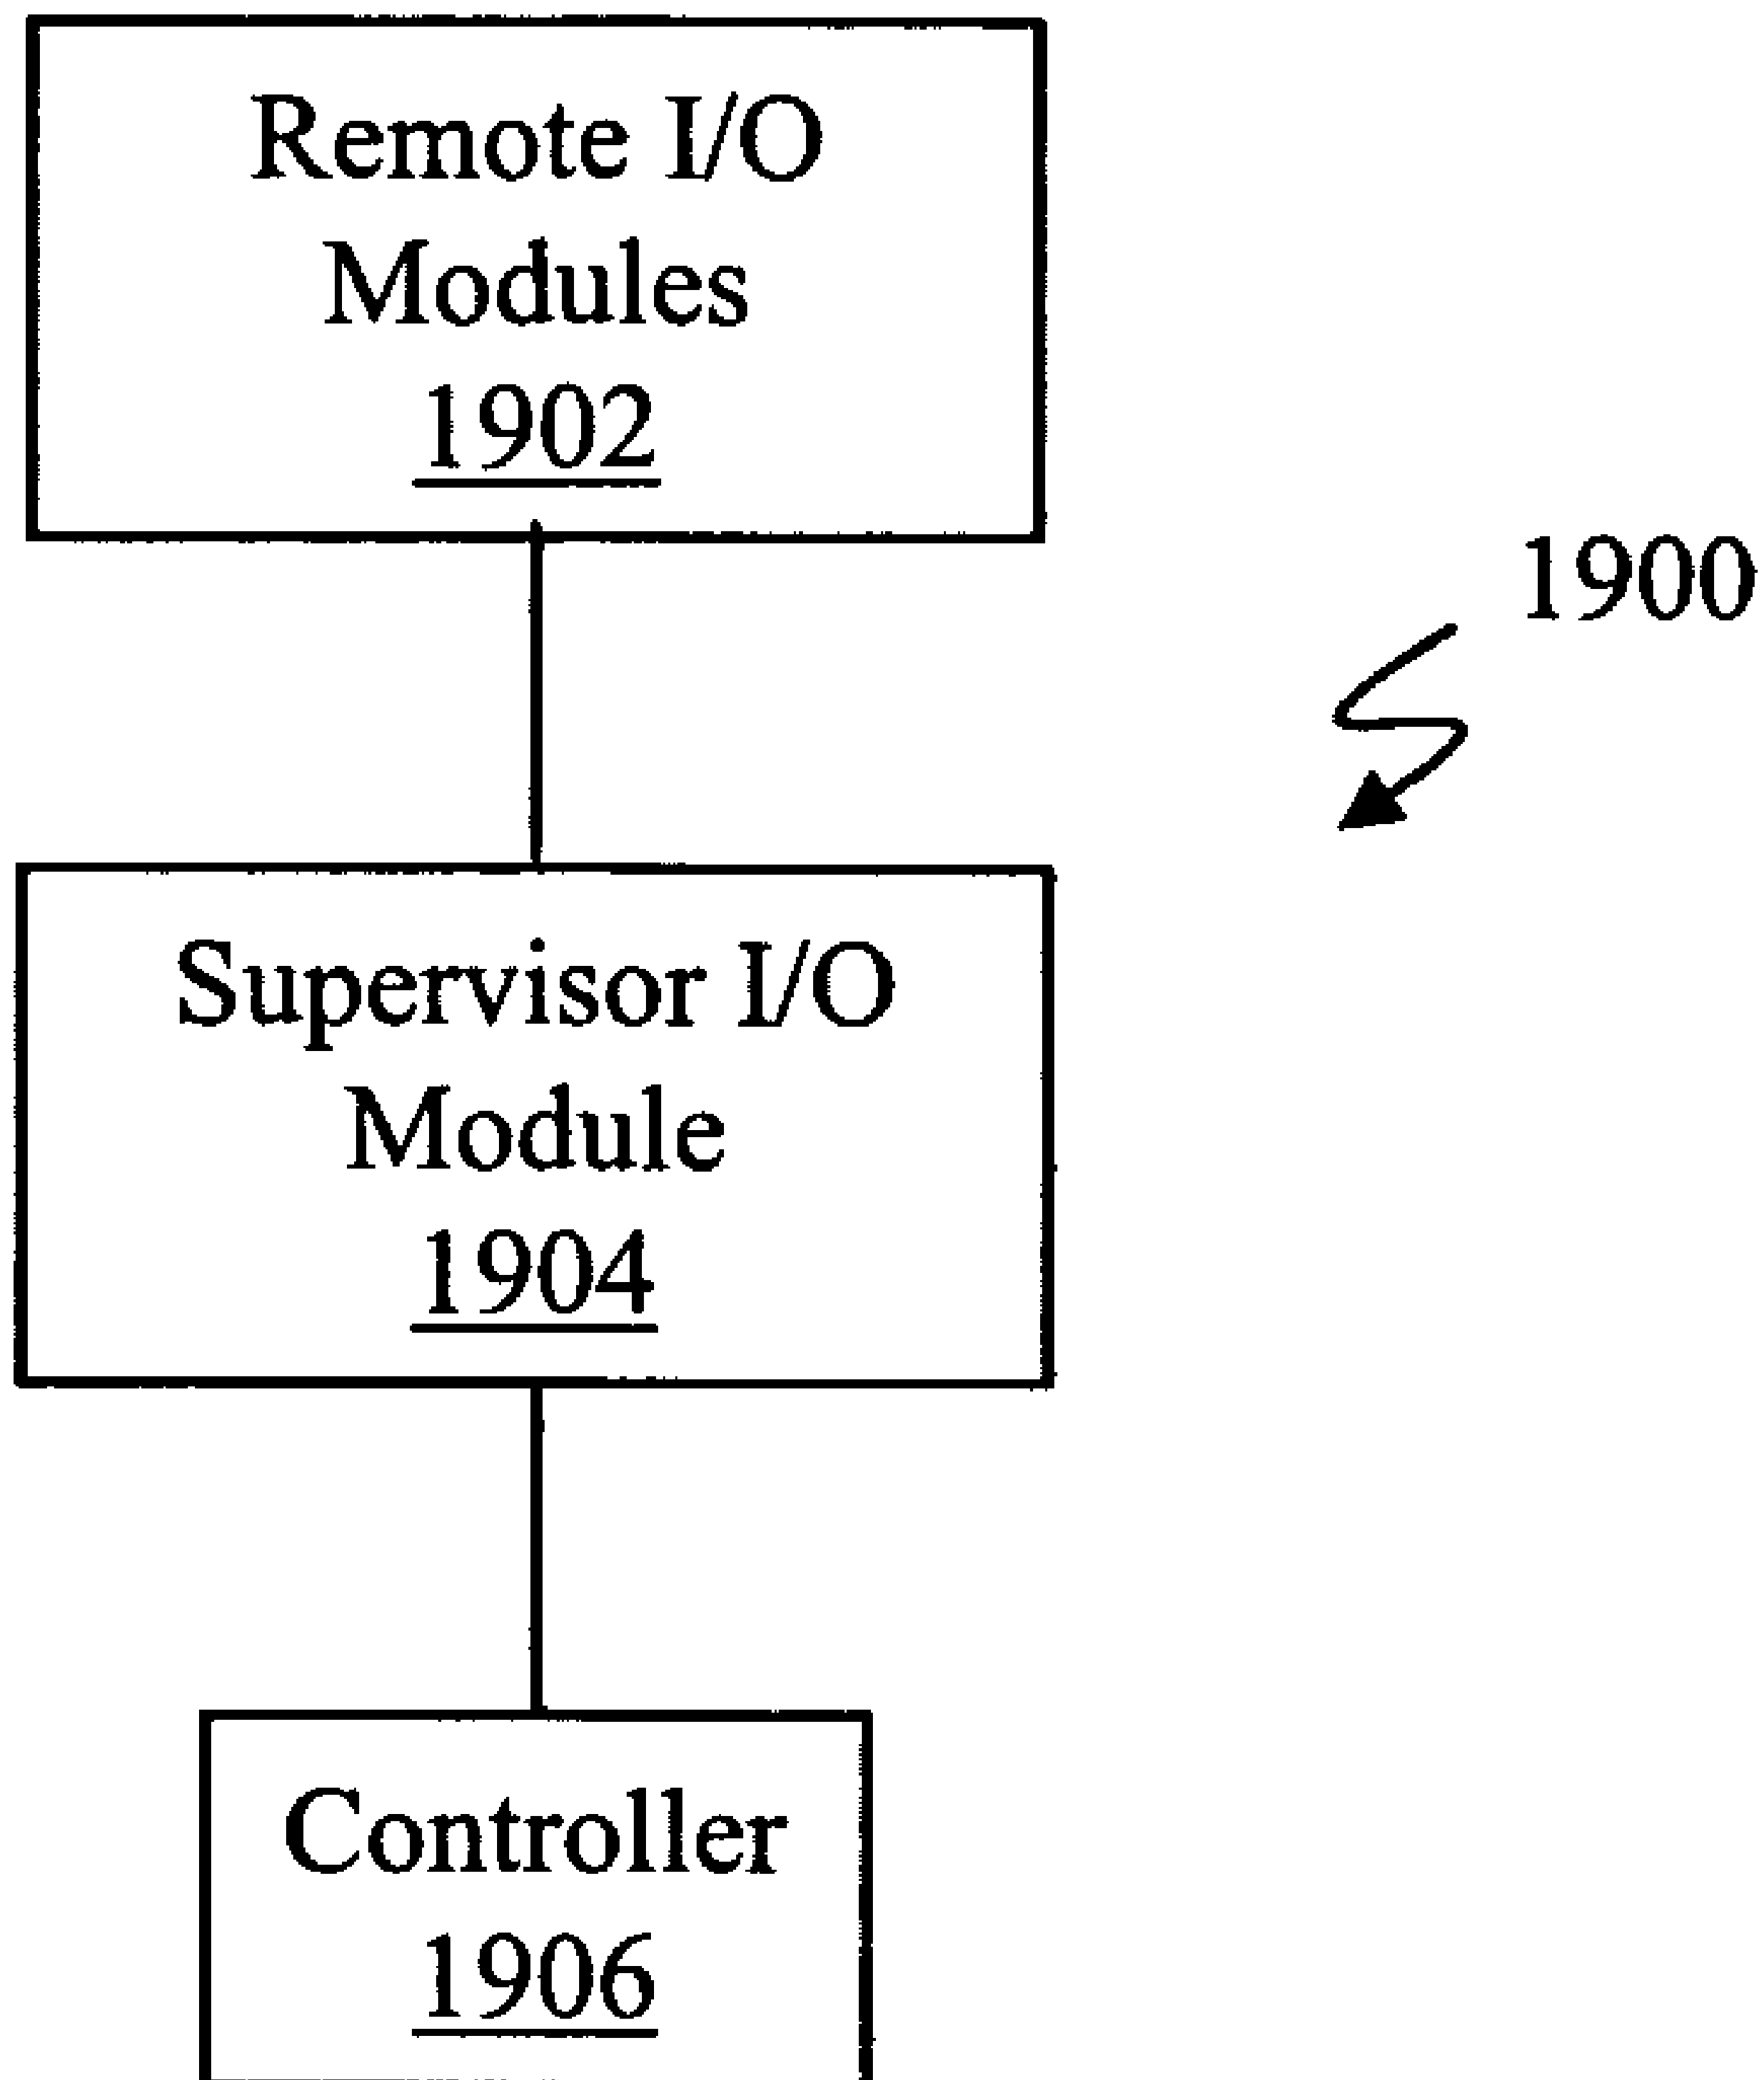 Remote I/O
Modules
1902
1900
Supervisor I/O
Module
1904
Controller
1906